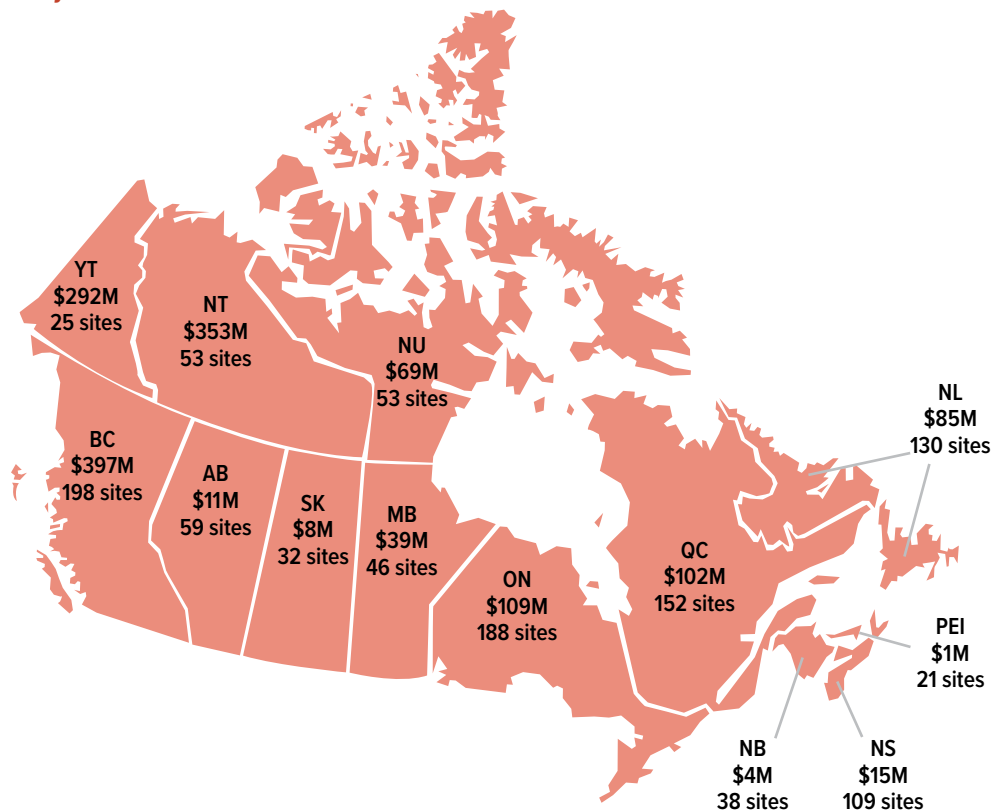 YT
$292M
25 sites
NT
$353M
53 sites
NU
$69M
53 sites
NL
$85M
130 sites
BC
$397M
198 sites
AB
$11M
59 sites
SK
$8M
32 sites
MB
$39M
46 sites
ON
$109M
188 sites
QC
$102M
152 sites
PEI
$1M
21 sites
NB
$4M
38 sites
NS
$15M
109 sites